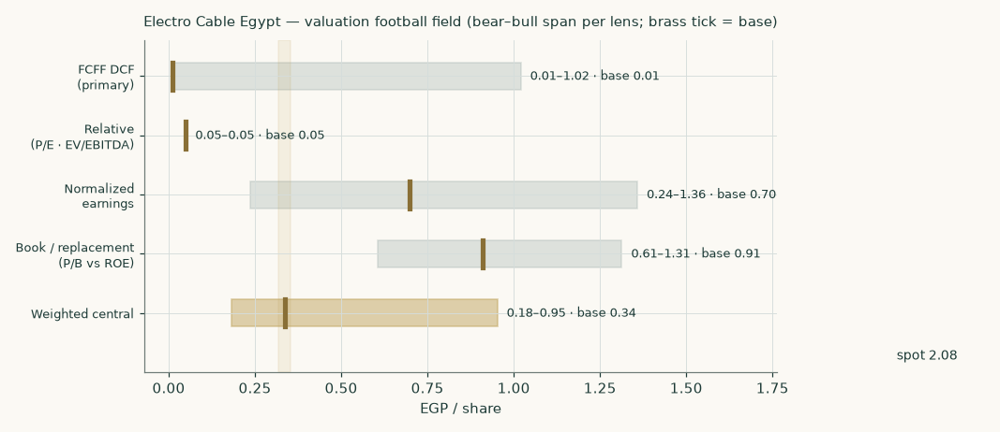 Electro Cable Egypt — valuation football field (bear–bull span per lens; brass tick = base)
FCFF DCF
(primary)
0.01–1.02 · base 0.01
Relative
(P/E · EV/EBITDA)
0.05–0.05 · base 0.05
Normalized
earnings
0.24–1.36 · base 0.70
Book / replacement
(P/B vs ROE)
0.61–1.31 · base 0.91
Weighted central
0.18–0.95 · base 0.34
spot 2.08
0.00 0.25 0.50 0.75 1.00 1.25 1.50 1.75
EGP / share